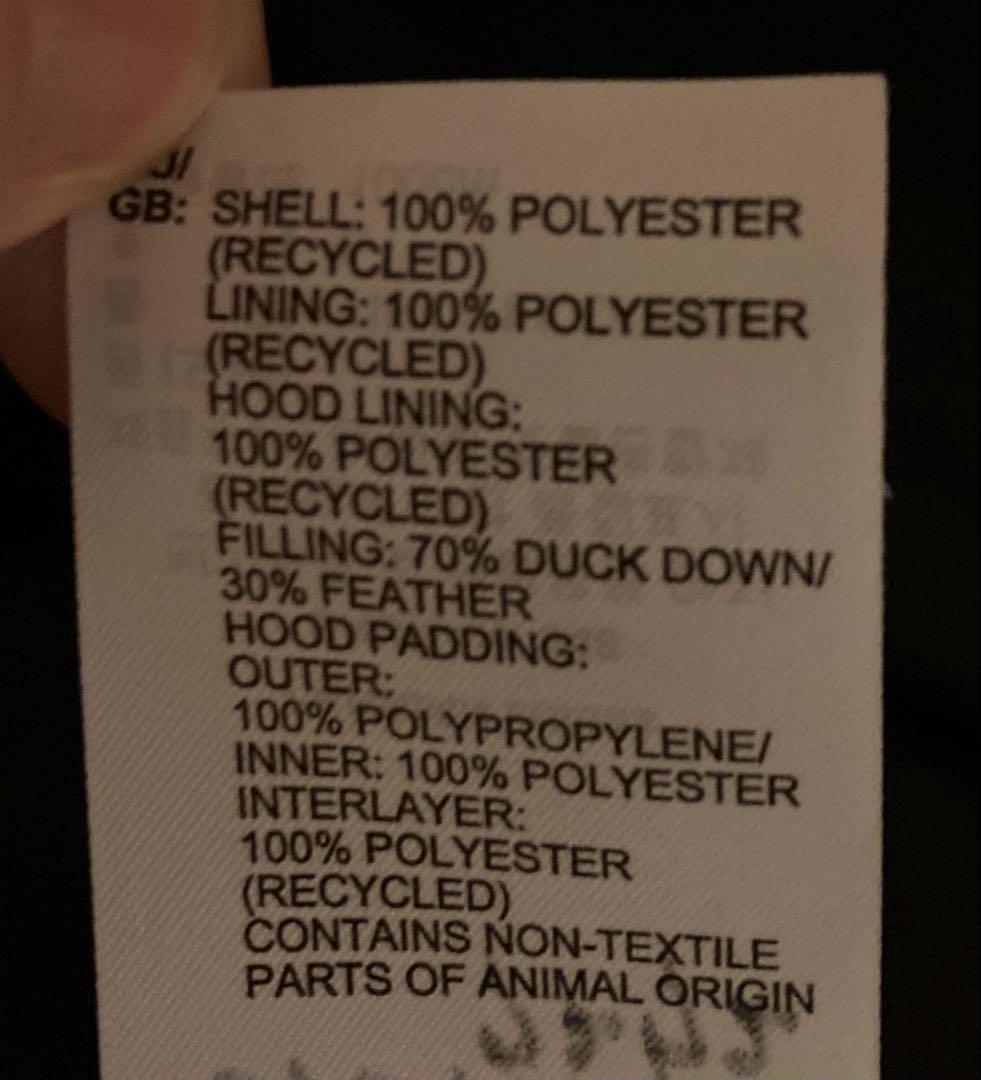 J/
GB: SHELL: 100% POLYESTER
(RECYCLED)
LINING: 100% POLYESTER
(RECYCLED)
HOOD LINING:
100% POLYESTER
(RECYCLED)
FILLING: 70% DUCK DOWN/
30% FEATHER
HOOD PADDING:
OUTER:
100% POLYPROPYLENE/
INNER: 100% POLYESTER
INTERLAYER:
100% POLYESTER
(RECYCLED)
CONTAINS NON-TEXTILE
PARTS OF ANIMAL ORIGIN